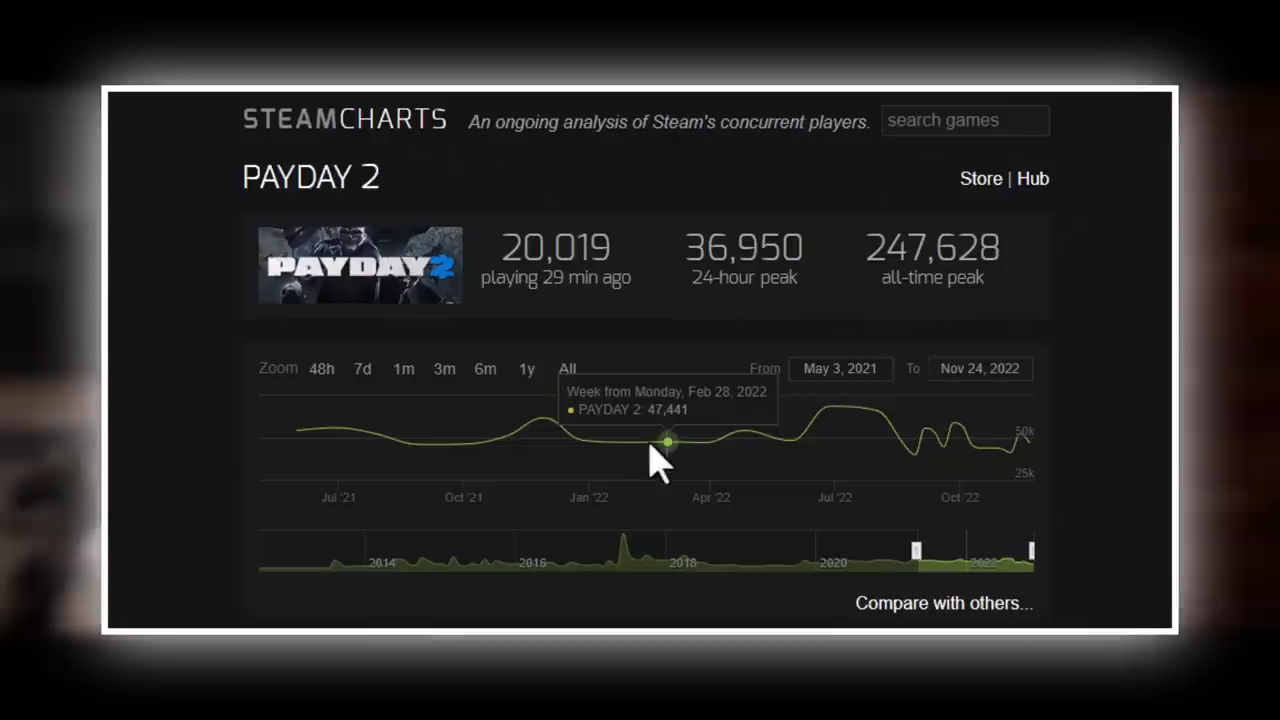 STEAMCHARTS An ongoing analysis of Steam's concurrent players. search games
PAYDAY 2 Store | Hub
PAYDAY 2
20,019 36,950 247,628
playing 29 min ago 24-hour peak all-time peak
Zoom 48h 7d 1m 3m 6m 1y All From May 3, 2021 To Nov 24, 2022
Week from Monday, Feb 28, 2022
PAYDAY 2: 47,441
50k
25k
Jul '21 Oct '21 Jan '22 Apr '22 Jul '22 Oct '22
2014 2016 2018 2020 2022
Compare with others...